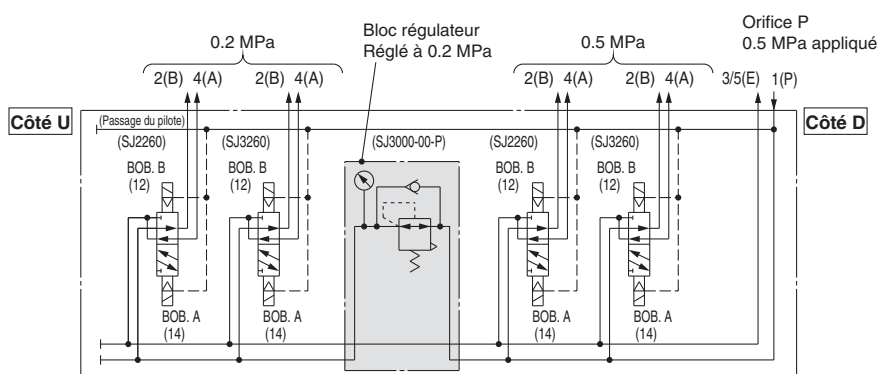 Bloc régulateur
Réglé à 0.2 MPa
Orifice P
0.5 MPa appliqué
0.2 MPa
0.5 MPa
2(B) 4(A)
2(B) 4(A)
2(B) 4(A)
2(B) 4(A)
3/5(E)
1(P)
Côté U
Côté D
(Passage du pilote)
(SJ2260)
(SJ3260)
(SJ3000-00-P)
(SJ2260)
(SJ3260)
BOB. B
(12)
BOB. B
(12)
BOB. B
(12)
BOB. B
(12)
BOB. A
(14)
BOB. A
(14)
BOB. A
(14)
BOB. A
(14)